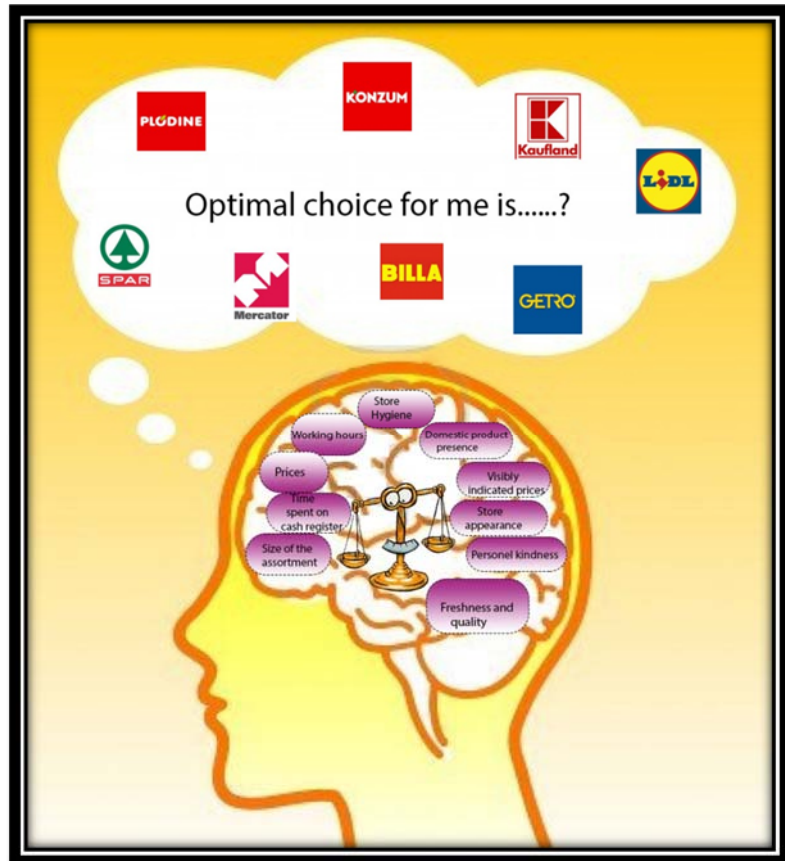 PLODINE
KONZUM
Kaufland
LIDL
Optimal choice for me is......?
SPAR
Mercator
BILLA
GETRO
Store
Hygiene
Working hours
Domestic product
presence
Prices
Visibly
indicated prices
Time
spent on
cash register
Store
appearance
Size of the
assortment
Personel kindness
Freshness and
quality